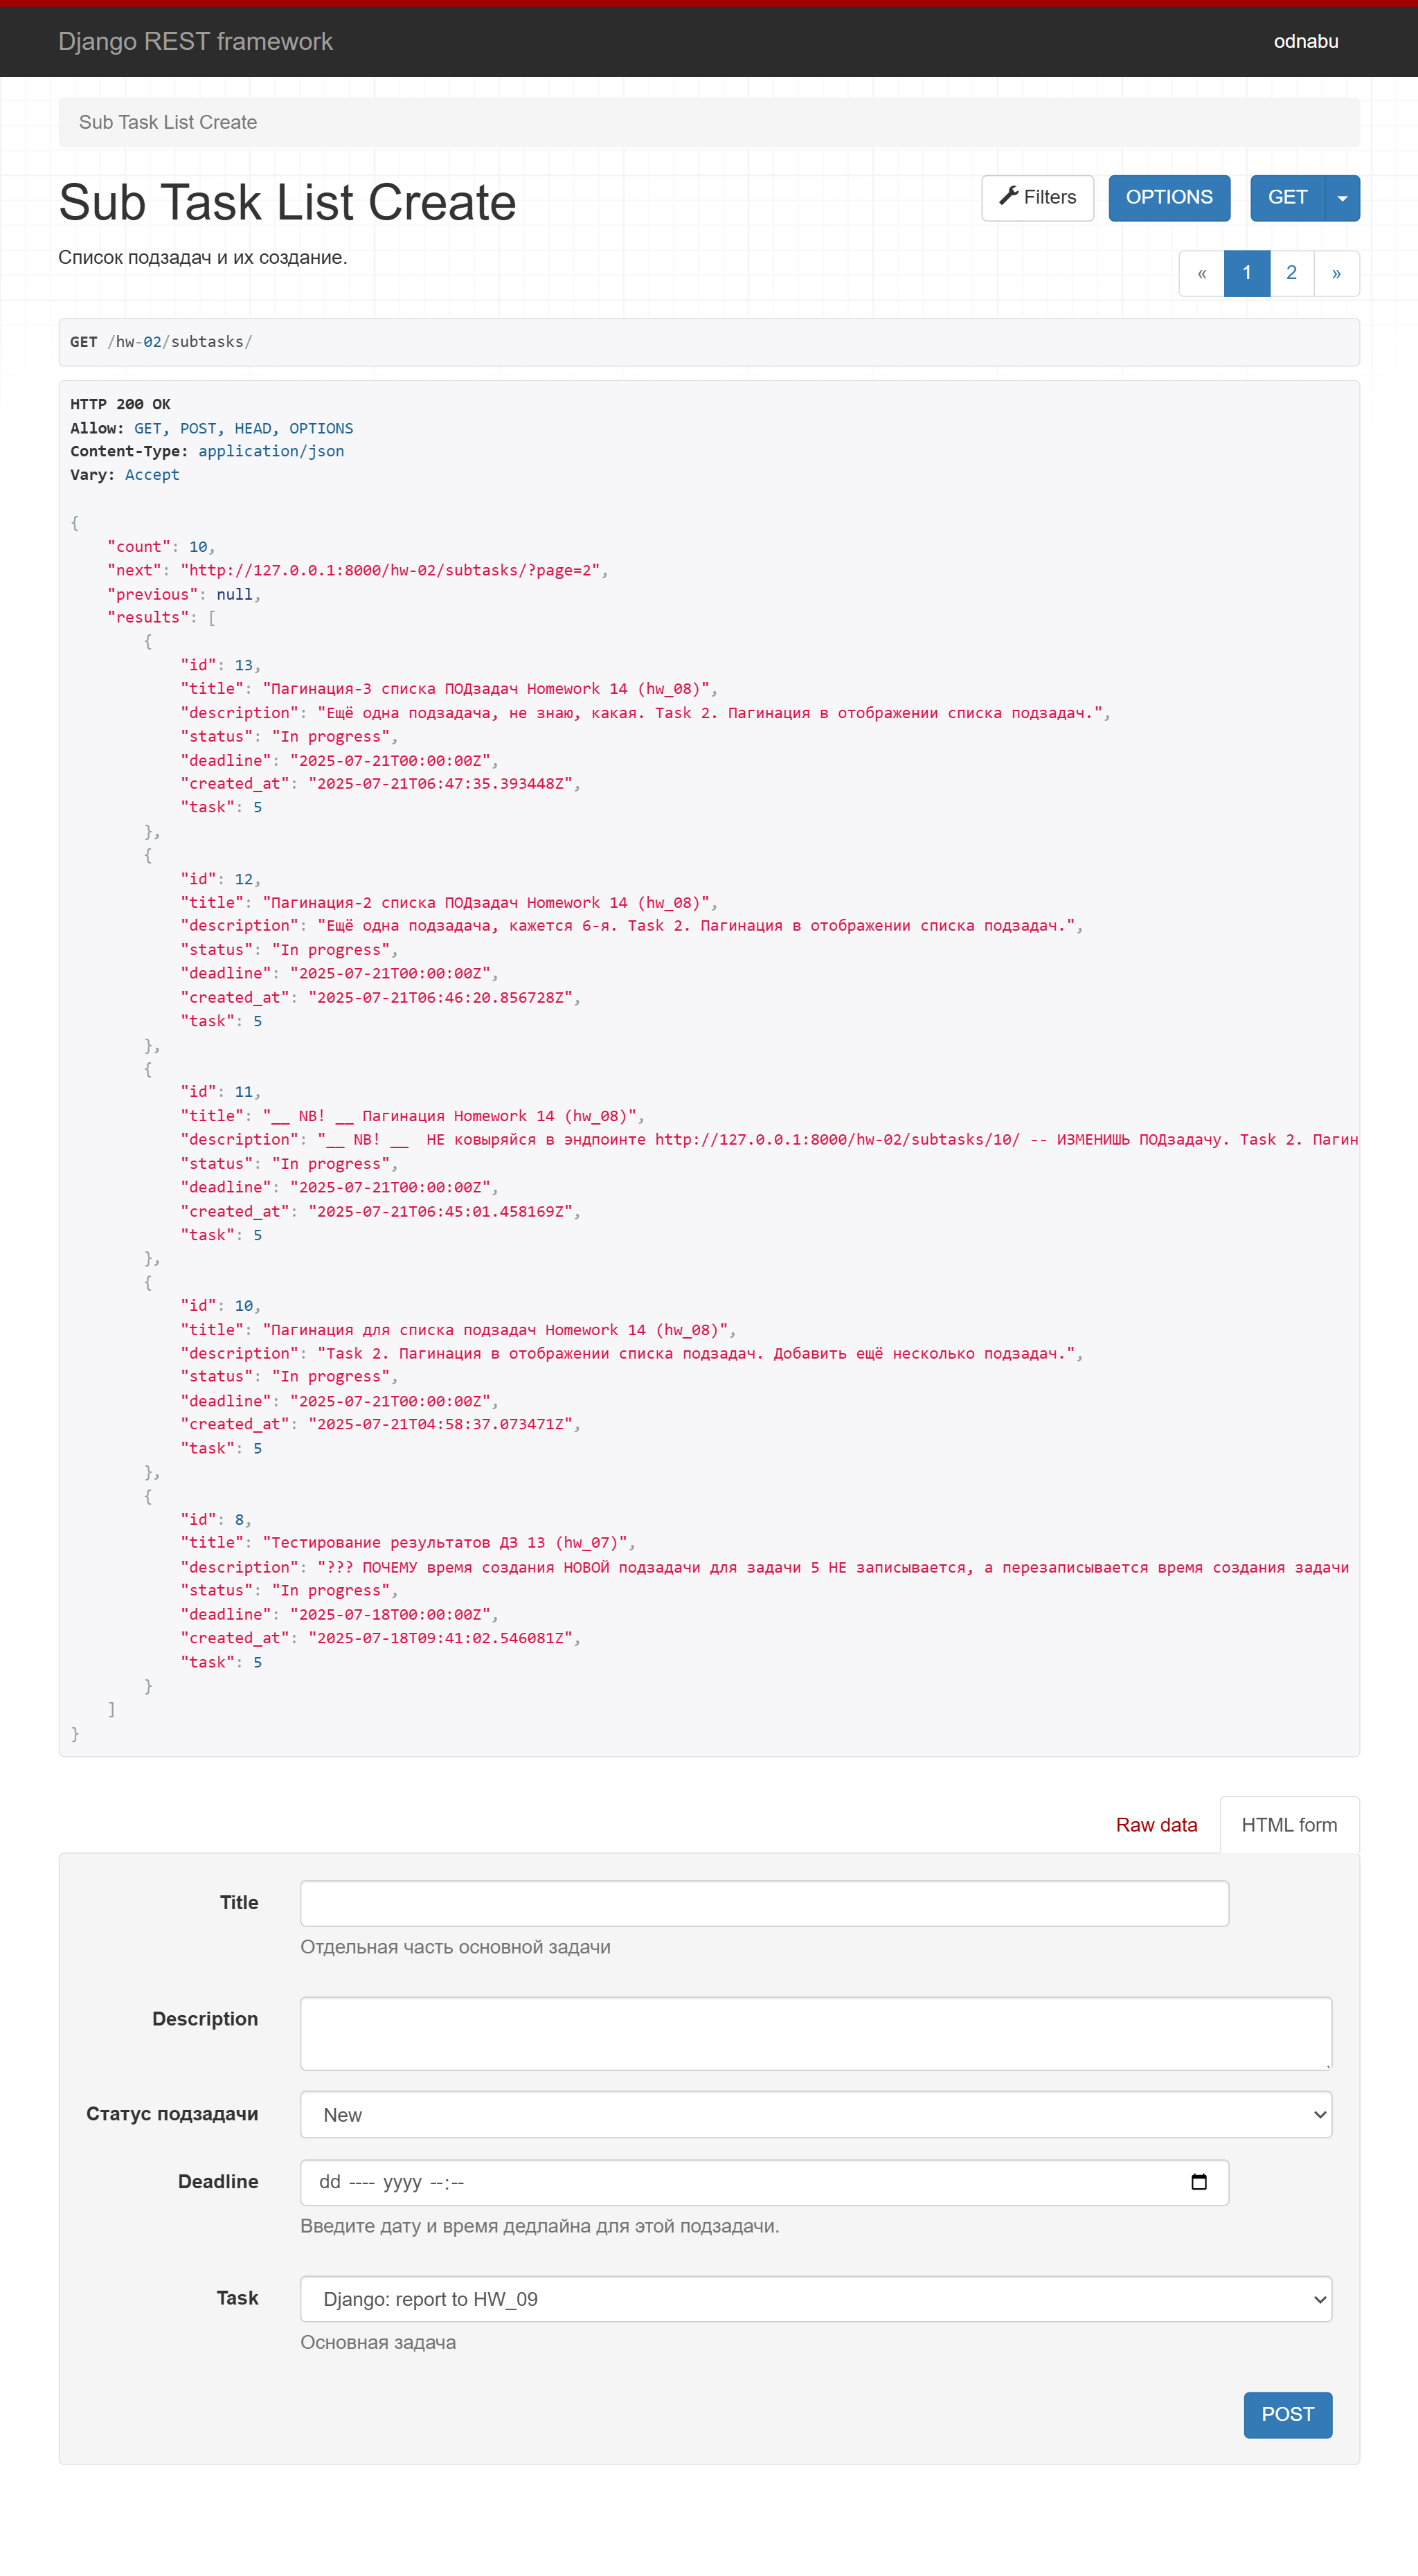 Django REST framework
odnabu
Sub Task List Create
Sub Task List Create
Filters
OPTIONS
GET
Список подзадач и их создание.
« 1 2 »
GET /hw-02/subtasks/
HTTP 200 OK
Allow: GET, POST, HEAD, OPTIONS
Content-Type: application/json
Vary: Accept
{
    "count": 10,
    "next": "http://127.0.0.1:8000/hw-02/subtasks/?page=2",
    "previous": null,
    "results": [
        {
            "id": 13,
            "title": "Пагинация-3 списка ПОДзадач Homework 14 (hw_08)",
            "description": "Ещё одна подзадача, не знаю, какая. Task 2. Пагинация в отображении списка подзадач.",
            "status": "In progress",
            "deadline": "2025-07-21T00:00:00Z",
            "created_at": "2025-07-21T06:47:35.393448Z",
            "task": 5
        },
        {
            "id": 12,
            "title": "Пагинация-2 списка ПОДзадач Homework 14 (hw_08)",
            "description": "Ещё одна подзадача, кажется 6-я. Task 2. Пагинация в отображении списка подзадач.",
            "status": "In progress",
            "deadline": "2025-07-21T00:00:00Z",
            "created_at": "2025-07-21T06:46:20.856728Z",
            "task": 5
        },
        {
            "id": 11,
            "title": "__ NB! __ Пагинация Homework 14 (hw_08)",
            "description": "__ NB! __  НЕ ковыряйся в эндпоинте http://127.0.0.1:8000/hw-02/subtasks/10/ -- ИЗМЕНИШЬ ПОДзадачу. Task 2. Пагин
            "status": "In progress",
            "deadline": "2025-07-21T00:00:00Z",
            "created_at": "2025-07-21T06:45:01.458169Z",
            "task": 5
        },
        {
            "id": 10,
            "title": "Пагинация для списка подзадач Homework 14 (hw_08)",
            "description": "Task 2. Пагинация в отображении списка подзадач. Добавить ещё несколько подзадач.",
            "status": "In progress",
            "deadline": "2025-07-21T00:00:00Z",
            "created_at": "2025-07-21T04:58:37.073471Z",
            "task": 5
        },
        {
            "id": 8,
            "title": "Тестирование результатов ДЗ 13 (hw_07)",
            "description": "??? ПОЧЕМУ время создания НОВОЙ подзадачи для задачи 5 НЕ записывается, а перезаписывается время создания задачи
            "status": "In progress",
            "deadline": "2025-07-18T00:00:00Z",
            "created_at": "2025-07-18T09:41:02.546081Z",
            "task": 5
        }
    ]
}
Raw data
HTML form
Title
Отдельная часть основной задачи
Description
Статус подзадачи
New
Deadline
dd ---- yyyy --:--
Введите дату и время дедлайна для этой подзадачи.
Task
Django: report to HW_09
Основная задача
POST